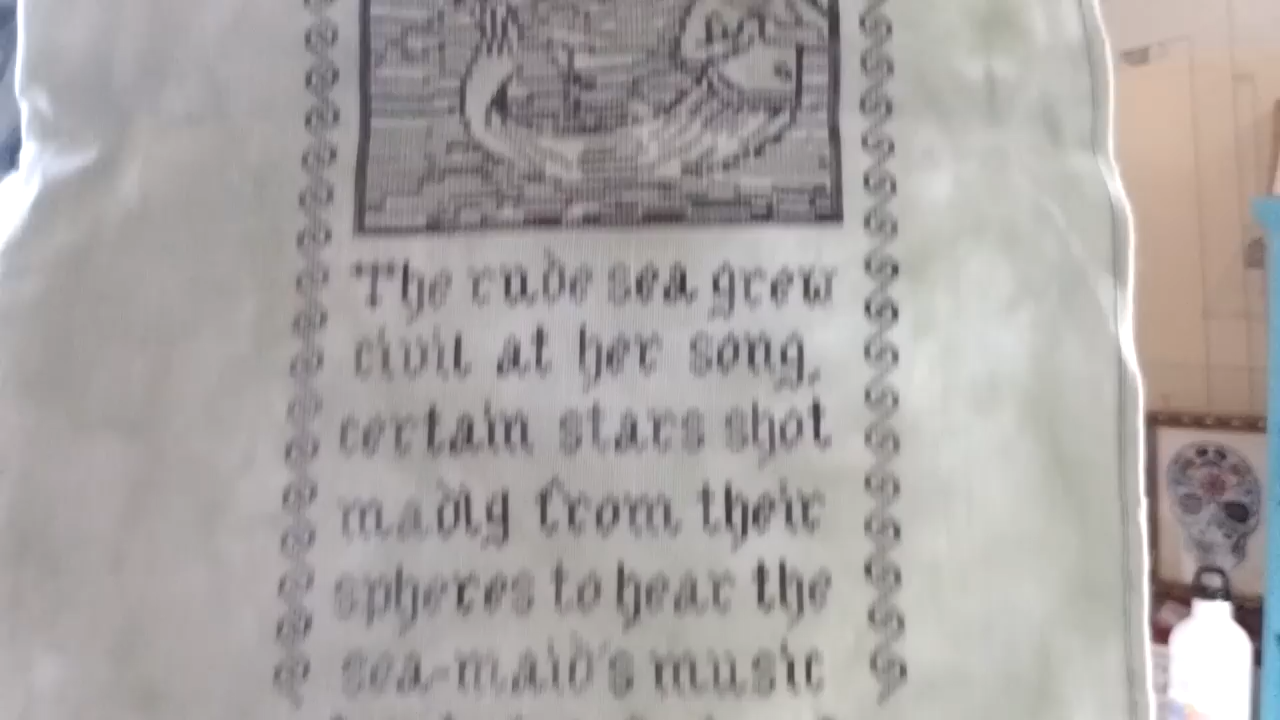 The rude sea grew
civil at her song,
certain stars shot
madly from their
spheres to hear the
sea-maid's music